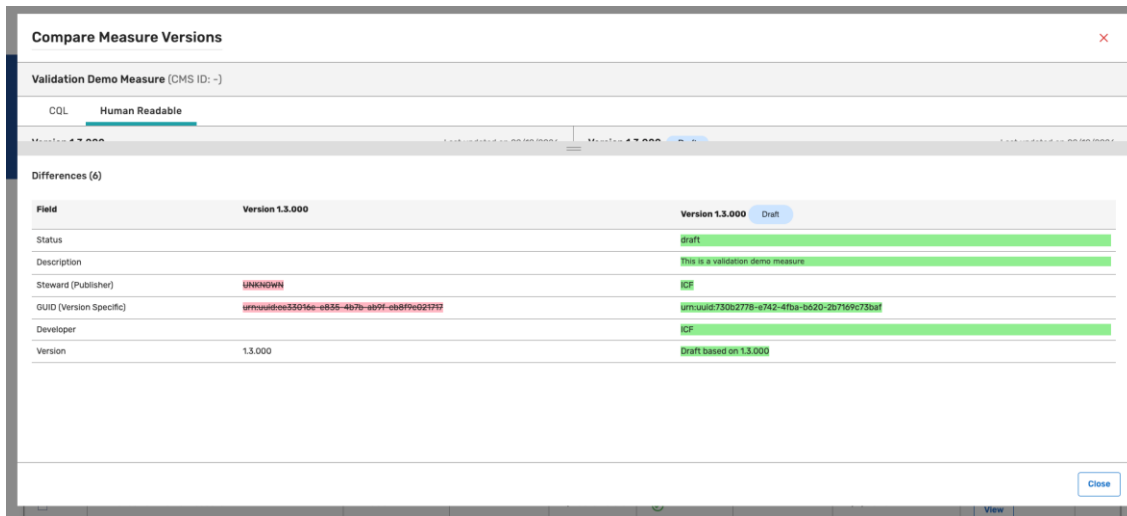 Compare Measure Versions
Validation Demo Measure (CMS ID: -)
CQL Human Readable
Differences (6)
Field Version 1.3.000 Version 1.3.000 Draft
Status draft
Description This is a validation demo measure
Steward (Publisher) UNKNOWN ICF
GUID (Version Specific) urn:uuid:730b2778-e742-4fba-b620-2b7169c73baf
Developer ICF
Version 1.3.000 Draft based on 1.3.000
Close
View